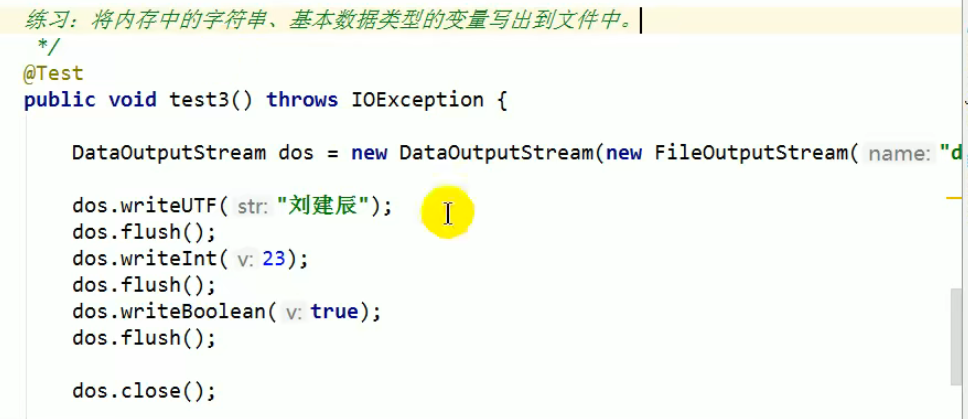 练习：将内存中的字符串、基本数据类型的变量写出到文件中。
*/
@Test
public void test3() throws IOException {
DataOutputStream dos = new DataOutputStream(new FileOutputStream( name: "d
dos.writeUTF( str: "刘建辰");
dos.flush();
dos.writeInt( v: 23);
dos.flush();
dos.writeBoolean( v: true);
dos.flush();
dos.close();